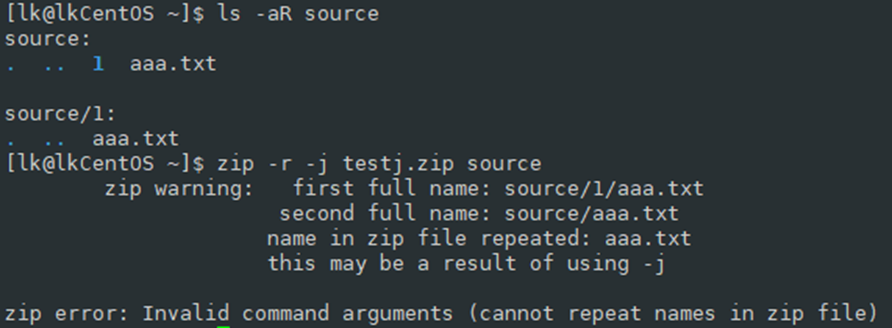 [lk@lkCentOS ~]$ ls -aR source
source:
.  ..  1  aaa.txt
source/1:
.  ..  aaa.txt
[lk@lkCentOS ~]$ zip -r -j testj.zip source
zip warning:   first full name: source/1/aaa.txt
second full name: source/aaa.txt
name in zip file repeated: aaa.txt
this may be a result of using -j
zip error: Invalid command arguments (cannot repeat names in zip file)